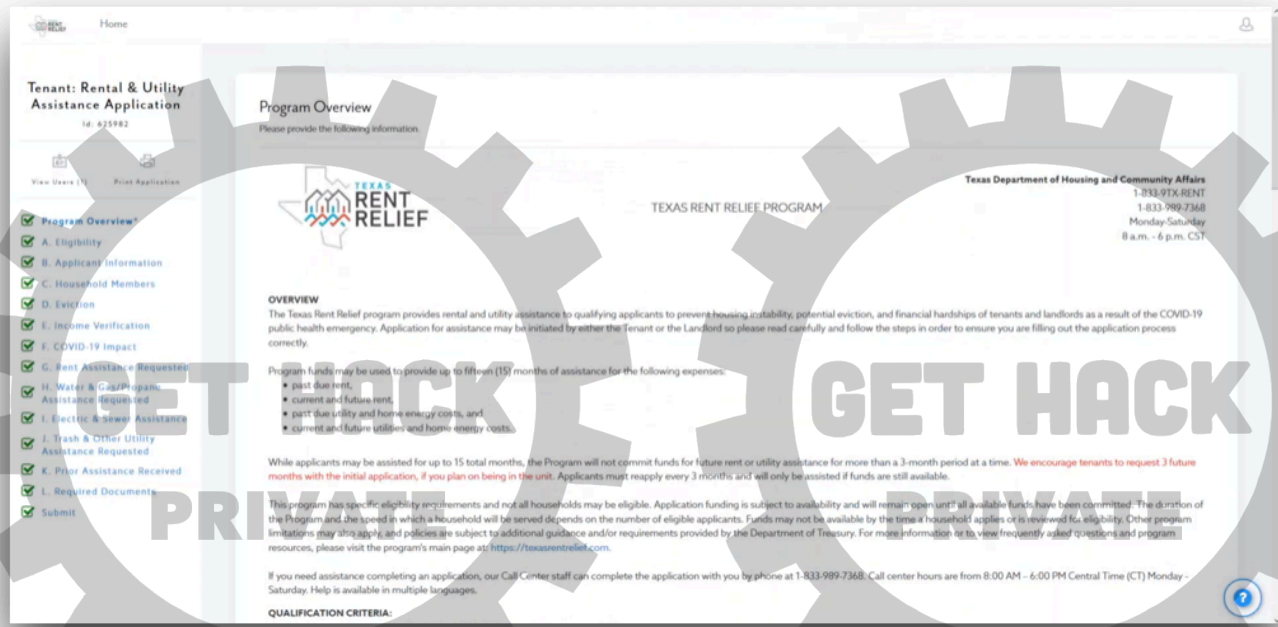 TEXAS RENT RELIEF
Home
Tenant: Rental & Utility
Assistance Application
Id: 625982
View Users (1)
Print Application
Program Overview*
A. Eligibility
B. Applicant Information
C. Household Members
D. Eviction
E. Income Verification
F. COVID-19 Impact
G. Rent Assistance Requested
H. Water & Gas/Propane
Assistance Requested
I. Electric & Sewer Assistance
J. Trash & Other Utility
Assistance Requested
K. Prior Assistance Received
L. Required Documents
Submit
Program Overview
Please provide the following information.
TEXAS
RENT
RELIEF
TEXAS RENT RELIEF PROGRAM
Texas Department of Housing and Community Affairs
1-833-9TX-RENT
1-833-989-7368
Monday-Saturday
8 a.m. - 6 p.m. CST
OVERVIEW
The Texas Rent Relief program provides rental and utility assistance to qualifying applicants to prevent housing instability, potential eviction, and financial hardships of tenants and landlords as a result of the COVID-19
public health emergency. Application for assistance may be initiated by either the Tenant or the Landlord so please read carefully and follow the steps in order to ensure you are filling out the application process
correctly.
Program funds may be used to provide up to fifteen (15) months of assistance for the following expenses:
• past due rent,
• current and future rent,
• past due utility and home energy costs, and
• current and future utilities and home energy costs.
While applicants may be assisted for up to 15 total months, the Program will not commit funds for future rent or utility assistance for more than a 3-month period at a time. We encourage tenants to request 3 future
months with the initial application, if you plan on being in the unit. Applicants must reapply every 3 months and will only be assisted if funds are still available.
This program has specific eligibility requirements and not all households may be eligible. Application funding is subject to availability and will remain open until all available funds have been committed. The duration of
the Program and the speed in which a household will be served depends on the number of eligible applicants. Funds may not be available by the time a household applies or is reviewed for eligibility. Other program
limitations may also apply, and policies are subject to additional guidance and/or requirements provided by the Department of Treasury. For more information or to view frequently asked questions and program
resources, please visit the program's main page at: https://texasrentrelief.com.
If you need assistance completing an application, our Call Center staff can complete the application with you by phone at 1-833-989-7368. Call center hours are from 8:00 AM - 6:00 PM Central Time (CT) Monday -
Saturday. Help is available in multiple languages.
QUALIFICATION CRITERIA:
?
GET HACK
PRIVATE
GET HACK
PRIVATE